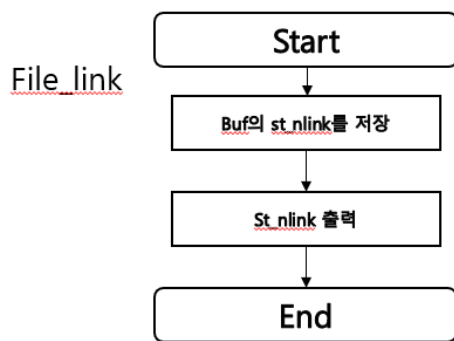 Start
File_link
Buf의 st_nlink를 저장
St_nlink 출력
End